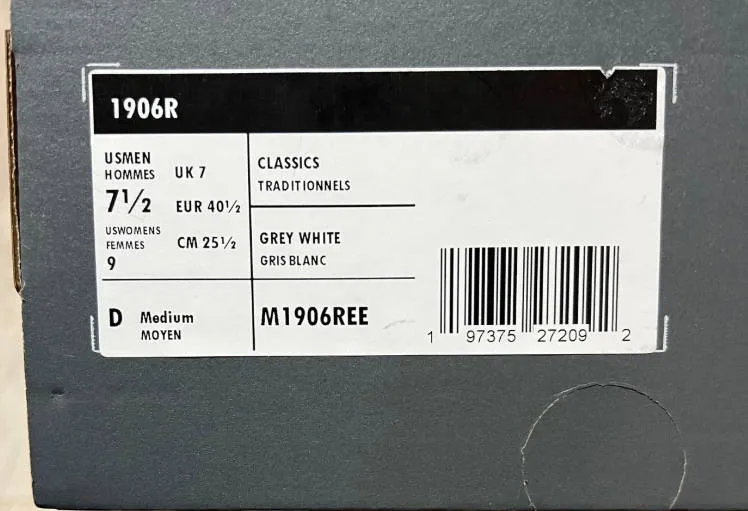 1906R
USMEN
HOMMES
7½
UK 7
EUR 40½
USWOMENS
FEMMES
9
CM 25½
CLASSICS
TRADITIONNELS
GREY WHITE
GRIS BLANC
D Medium
MOYEN
M1906REE
1 97375 27209 2